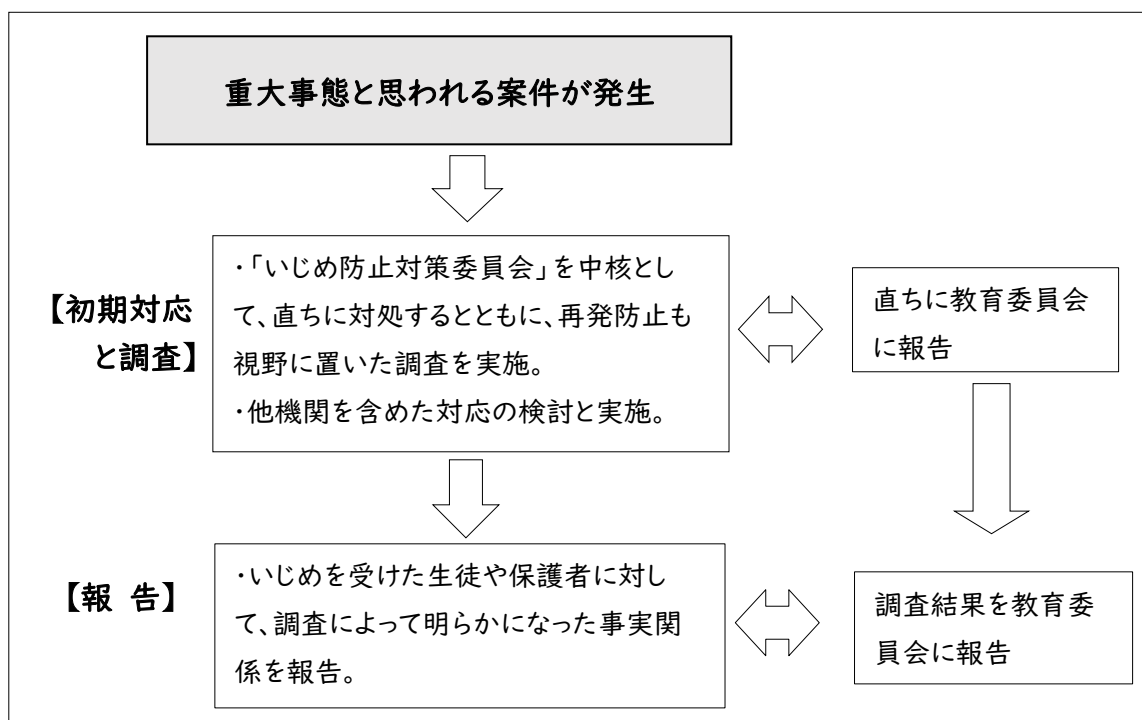 重大事態と思われる案件が発生
【初期対応
と調査】
・「いじめ防止対策委員会」を中核とし
て、直ちに対処するとともに、再発防止も
視野に置いた調査を実施。
・他機関を含めた対応の検討と実施。
直ちに教育委員会
に報告
【報 告】
・いじめを受けた生徒や保護者に対し
て、調査によって明らかになった事実関
係を報告。
調査結果を教育委
員会に報告